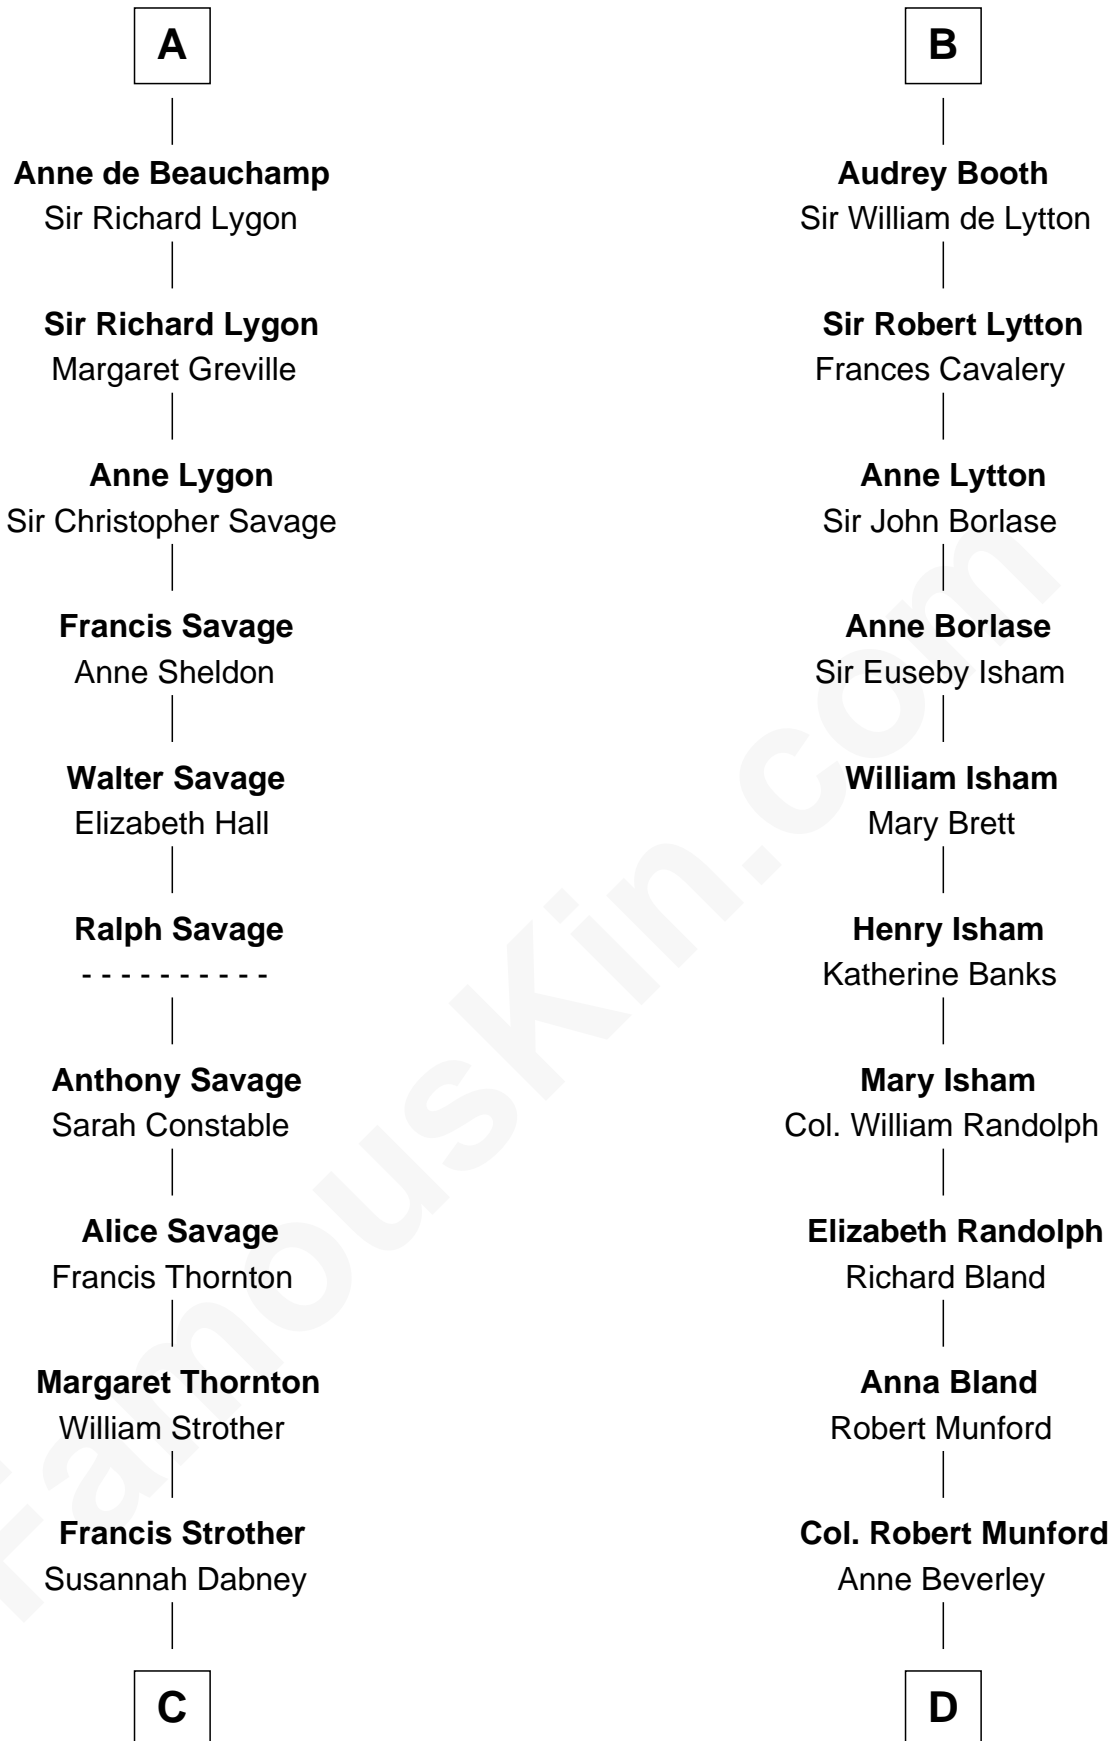 A
Anne de Beauchamp
Sir Richard Lygon
Sir Richard Lygon
Margaret Greville
Anne Lygon
Sir Christopher Savage
Francis Savage
Anne Sheldon
Walter Savage
Elizabeth Hall
Ralph Savage
- - - - - - - - - -
Anthony Savage
Sarah Constable
Alice Savage
Francis Thornton
Margaret Thornton
William Strother
Francis Strother
Susannah Dabney
C
B
Audrey Booth
Sir William de Lytton
Sir Robert Lytton
Frances Cavalery
Anne Lytton
Sir John Borlase
Anne Borlase
Sir Euseby Isham
William Isham
Mary Brett
Henry Isham
Katherine Banks
Mary Isham
Col. William Randolph
Elizabeth Randolph
Richard Bland
Anna Bland
Robert Munford
Col. Robert Munford
Anne Beverley
D
FamousKin.com